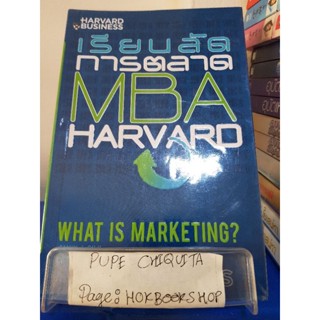 HARVARD
BUSINESS
เรียนลัด
การตลาด
MBA
HARVARD
WHAT IS MARKETING?
PUPE CHIQUITA
Page: HOKBOOKSHOP